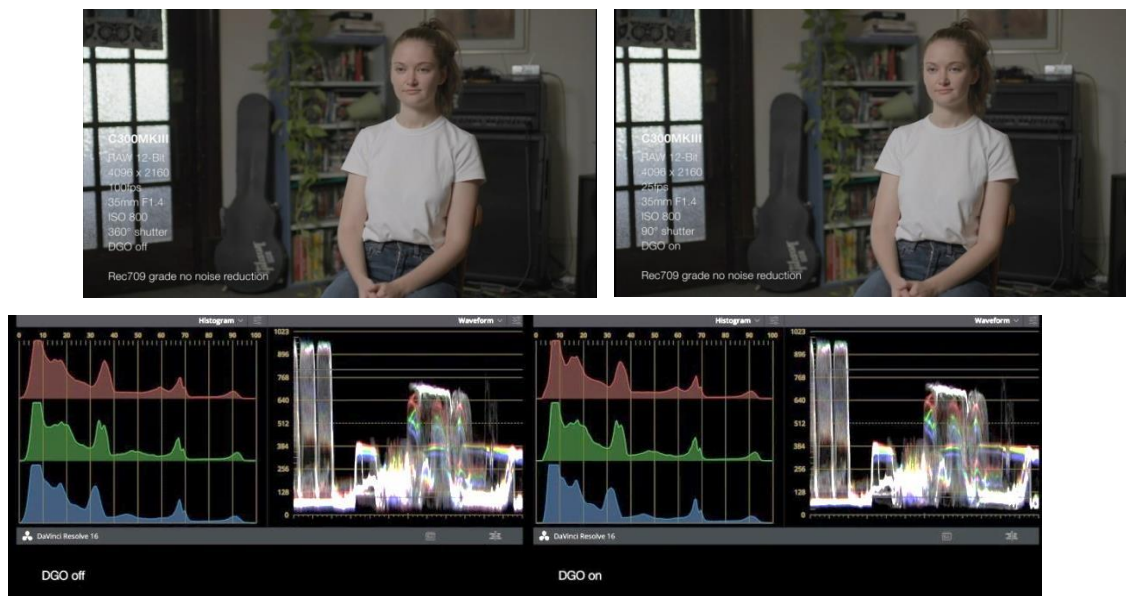 C300MKIII
RAW 12-Bit
4096 x 2160
100fps
35mm F1.4
ISO 800
360° shutter
DGO off
Rec709 grade no noise reduction
C300MKIII
RAW 12-Bit
4096 x 2160
25fps
35mm F1.4
ISO 800
90° shutter
DGO on
Rec709 grade no noise reduction
Histogram
0 10 20 30 40 50 60 70 80 90 100
Waveform
1023
896
768
640
512
384
256
128
0
DaVinci Resolve 16
DGO off
Histogram
0 10 20 30 40 50 60 70 80 90 100
Waveform
1023
896
768
640
512
384
256
128
0
DaVinci Resolve 16
DGO on